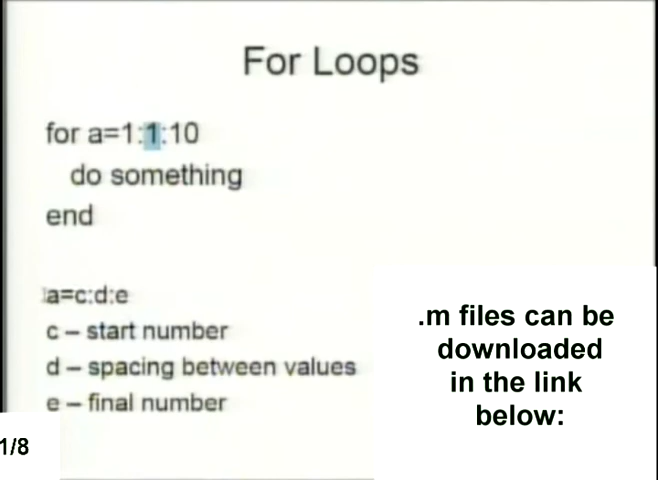 For Loops
for a=1:1:10
do something
end
a=c:d:e
c – start number
d – spacing between values
e – final number
.m files can be
downloaded
in the link
below:
1/8